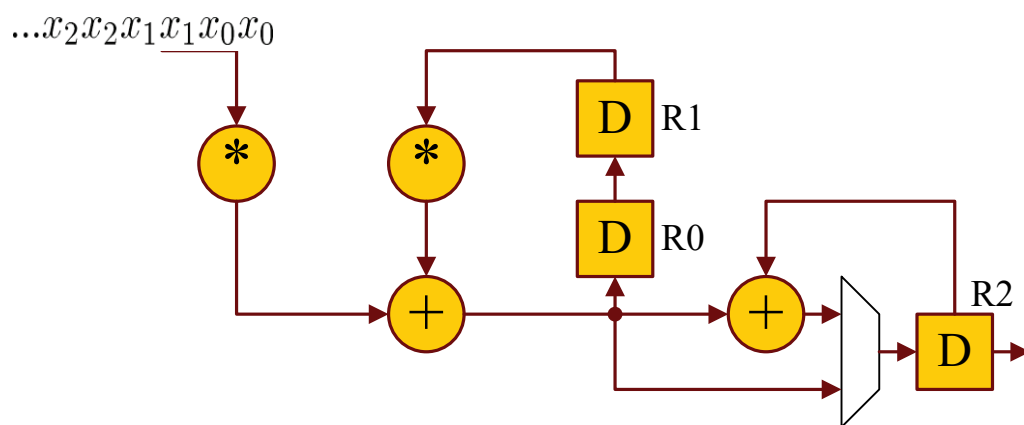 ...x₂x₂x₁x₁x₀x₀
D R1
* *
D R0
+ +
R2
D